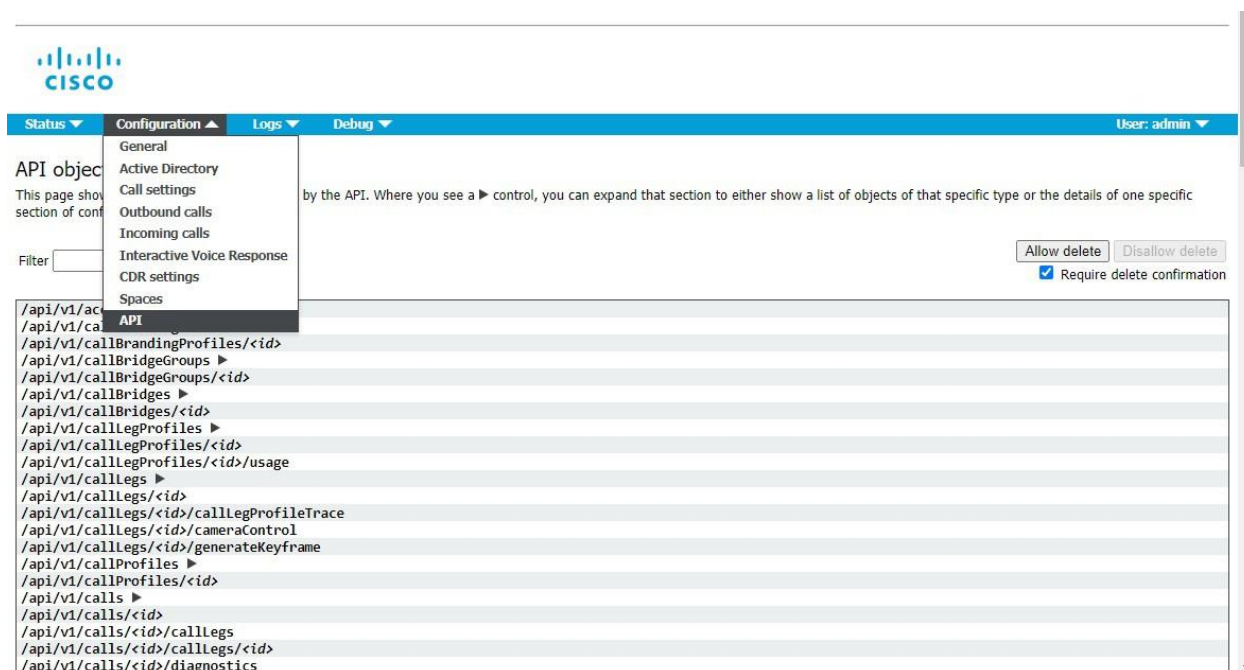 CISCO
Status ▼ Configuration ▲ Logs ▼ Debug ▼ User: admin ▼
General
Active Directory
Call settings
Outbound calls
Incoming calls
Interactive Voice Response
CDR settings
Spaces
API
API objec
This page by the API. Where you see a ▶ control, you can expand that section to either show a list of objects of that specific type or the details of one specific
section of conf
Filter
Allow delete Disallow delete
Require delete confirmation
/api/v1/acc
/api/v1/ca
/api/v1/callBrandingProfiles/<id>
/api/v1/callBridgeGroups ▶
/api/v1/callBridgeGroups/<id>
/api/v1/callBridges ▶
/api/v1/callBridges/<id>
/api/v1/callLegProfiles ▶
/api/v1/callLegProfiles/<id>
/api/v1/callLegProfiles/<id>/usage
/api/v1/callLegs ▶
/api/v1/callLegs/<id>
/api/v1/callLegs/<id>/callLegProfileTrace
/api/v1/callLegs/<id>/cameraControl
/api/v1/callLegs/<id>/generateKeyframe
/api/v1/callProfiles ▶
/api/v1/callProfiles/<id>
/api/v1/calls ▶
/api/v1/calls/<id>
/api/v1/calls/<id>/callLegs
/api/v1/calls/<id>/callLegs/<id>
/api/v1/calls/<id>/diagnostics